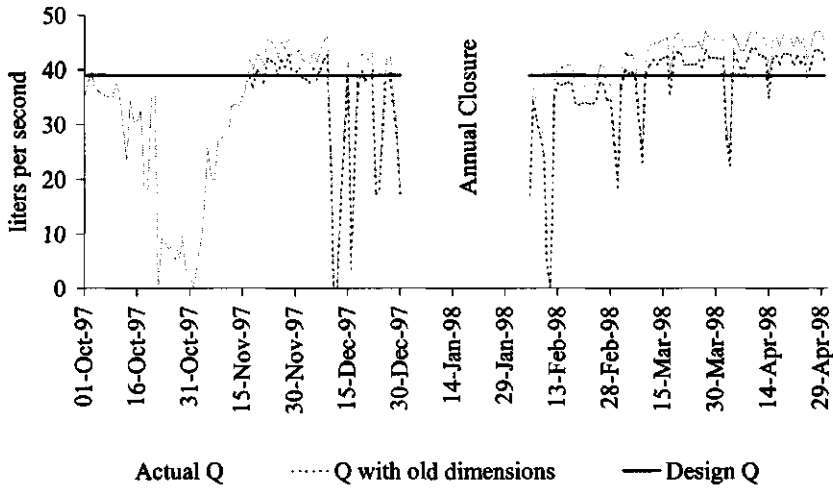 50
40
30
20
10
0
liters per second
Annual Closure
01-Oct-97
16-Oct-97
31-Oct-97
15-Nov-97
30-Nov-97
15-Dec-97
30-Dec-97
14-Jan-98
29-Jan-98
13-Feb-98
28-Feb-98
15-Mar-98
30-Mar-98
14-Apr-98
29-Apr-98
Actual Q
Q with old dimensions
Design Q